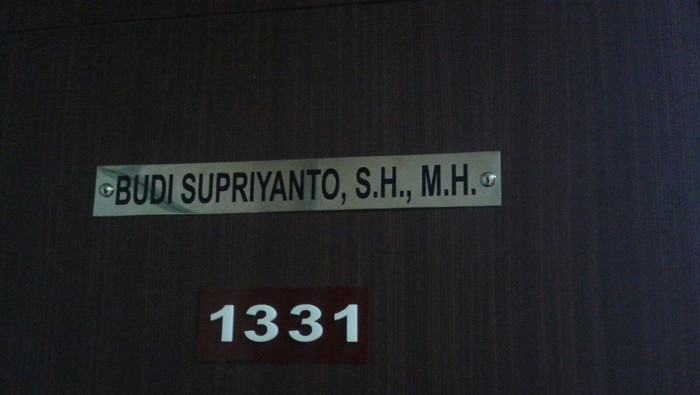 BUDI SUPRIYANTO, S.H., M.H.
1331